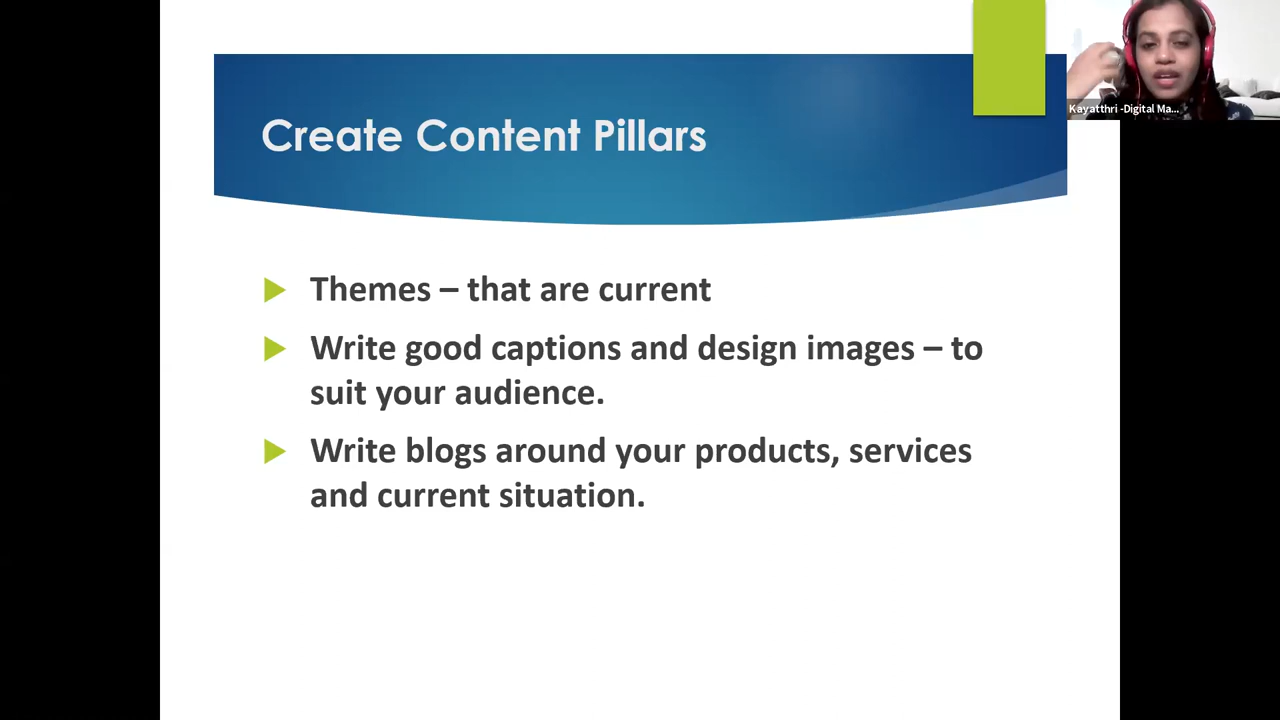 Create Content Pillars
Themes – that are current
Write good captions and design images – to
suit your audience.
Write blogs around your products, services
and current situation.
Kayatthri -Digital Ma...